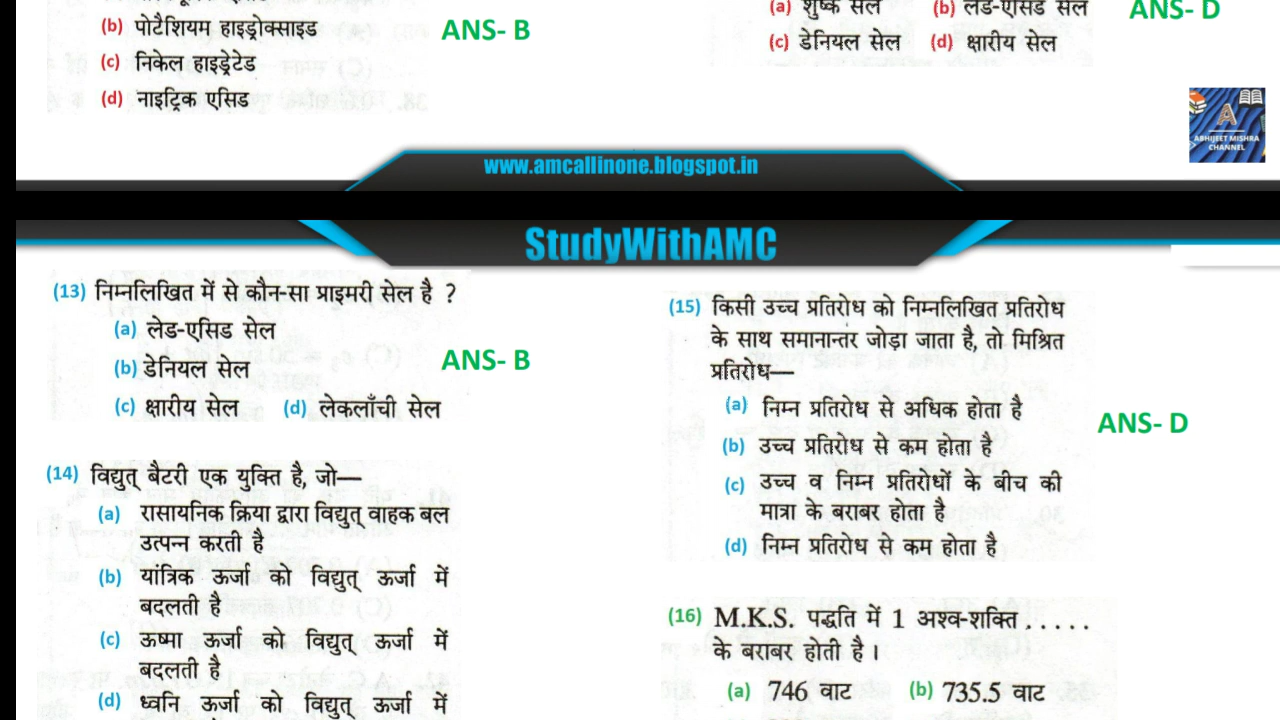 (b) पोटैशियम हाइड्रोक्साइड
ANS- B
(c) निकेल हाइड्रेटेड
(d) नाइट्रिक एसिड
(a) शुष्क सेल (b) लेड-एसिड सेल
ANS- D
(c) डेनियल सेल (d) क्षारीय सेल
A
ABHIJEET MISHRA
CHANNEL
www.amcallinone.blogspot.in
StudyWithAMC
(13) निम्नलिखित में से कौन-सा प्राइमरी सेल है ?
(a) लेड-एसिड सेल
(b) डेनियल सेल
ANS- B
(c) क्षारीय सेल (d) लेकलाँची सेल
(14) विद्युत् बैटरी एक युक्ति है, जो—
(a) रासायनिक क्रिया द्वारा विद्युत् वाहक बल
उत्पन्न करती है
(b) यांत्रिक ऊर्जा को विद्युत् ऊर्जा में
बदलती है
(c) ऊष्मा ऊर्जा को विद्युत् ऊर्जा में
बदलती है
(d) ध्वनि ऊर्जा को विद्युत् ऊर्जा में
(15) किसी उच्च प्रतिरोध को निम्नलिखित प्रतिरोध
के साथ समानान्तर जोड़ा जाता है, तो मिश्रित
प्रतिरोध—
(a) निम्न प्रतिरोध से अधिक होता है
ANS- D
(b) उच्च प्रतिरोध से कम होता है
(c) उच्च व निम्न प्रतिरोधों के बीच की
मात्रा के बराबर होता है
(d) निम्न प्रतिरोध से कम होता है
(16) M.K.S. पद्धति में 1 अश्व-शक्ति . . . . .
के बराबर होती है।
(a) 746 वाट (b) 735.5 वाट